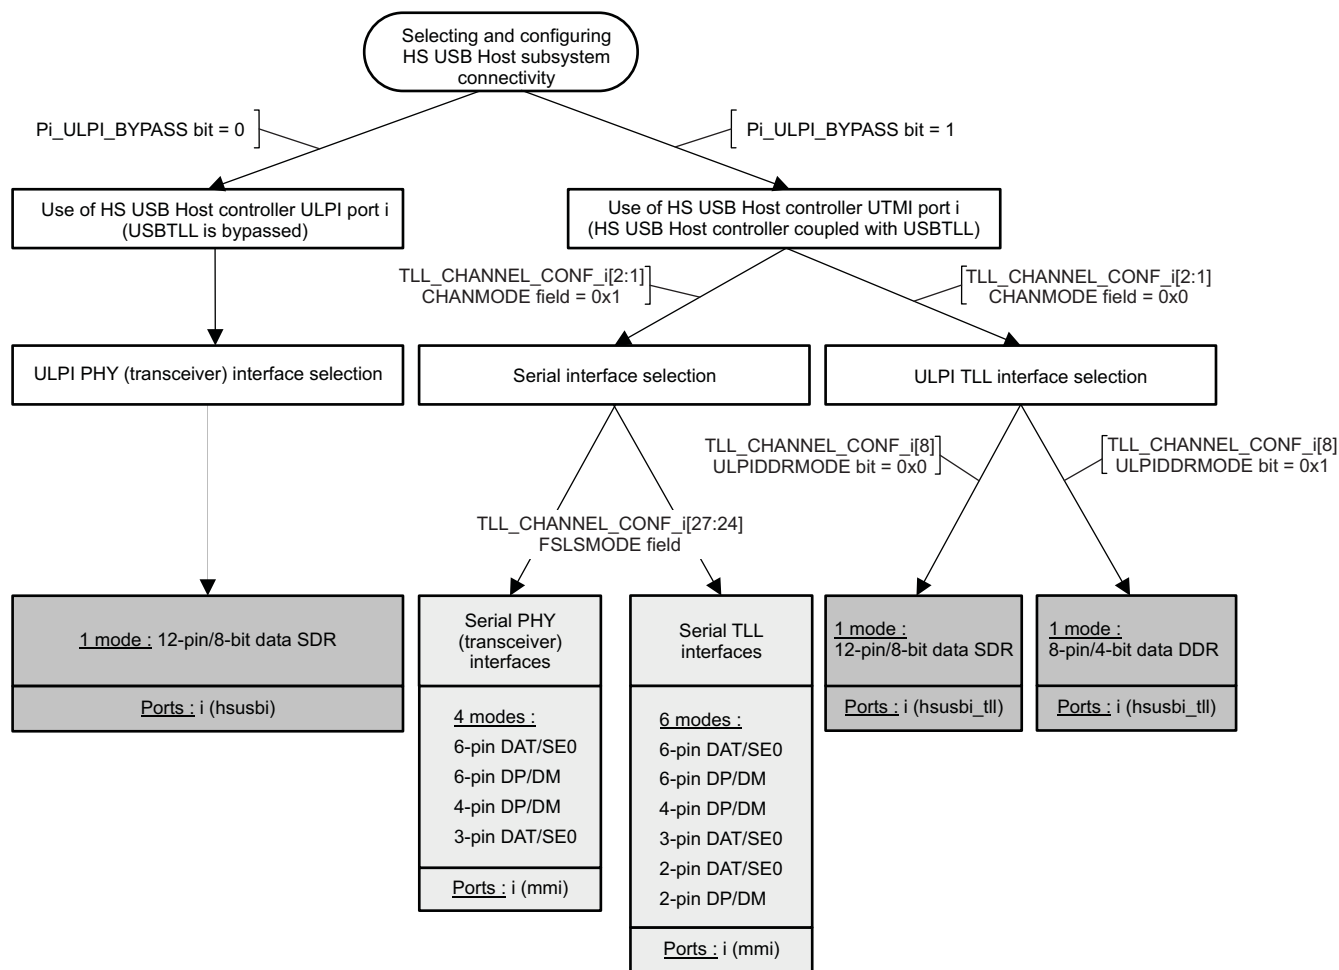 Selecting and configuring
HS USB Host subsystem
connectivity
Pi_ULPI_BYPASS bit = 0
Pi_ULPI_BYPASS bit = 1
Use of HS USB Host controller ULPI port i
(USBTLL is bypassed)
Use of HS USB Host controller UTMI port i
(HS USB Host controller coupled with USBTLL)
TLL_CHANNEL_CONF_i[2:1]
CHANMODE field = 0x1
TLL_CHANNEL_CONF_i[2:1]
CHANMODE field = 0x0
ULPI PHY (transceiver) interface selection
Serial interface selection
ULPI TLL interface selection
TLL_CHANNEL_CONF_i[8]
ULPIDDRMODE bit = 0x0
TLL_CHANNEL_CONF_i[8]
ULPIDDRMODE bit = 0x1
TLL_CHANNEL_CONF_i[27:24]
FSLSMODE field
1 mode : 12-pin/8-bit data SDR
Ports : i (hsusbi)
Serial PHY
(transceiver)
interfaces
4 modes :
6-pin DAT/SE0
6-pin DP/DM
4-pin DP/DM
3-pin DAT/SE0
Ports : i (mmi)
Serial TLL
interfaces
6 modes :
6-pin DAT/SE0
6-pin DP/DM
4-pin DP/DM
3-pin DAT/SE0
2-pin DAT/SE0
2-pin DP/DM
Ports : i (mmi)
1 mode :
12-pin/8-bit data SDR
Ports : i (hsusbi_tll)
1 mode :
8-pin/4-bit data DDR
Ports : i (hsusbi_tll)